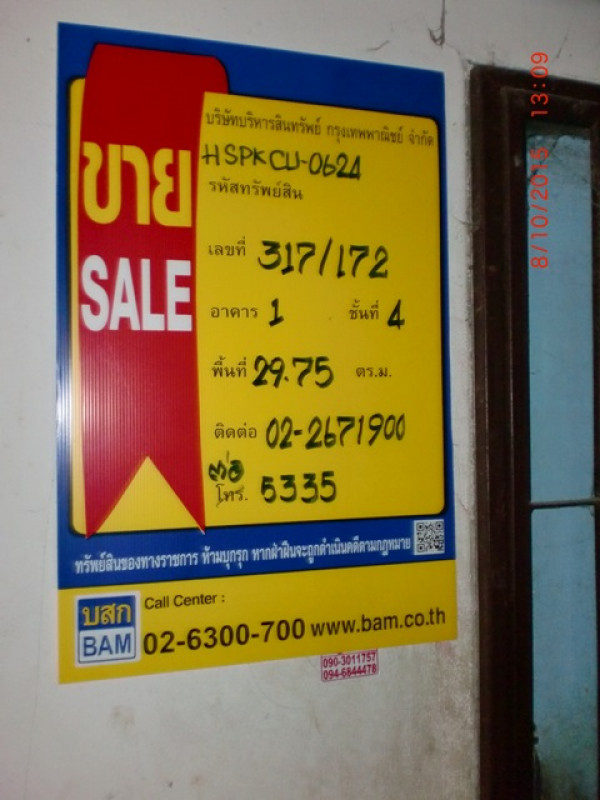 บริษัทบริหารสินทรัพย์ กรุงเทพพาณิชย์ จำกัด
HSPKCU-0624
รหัสทรัพย์สิน
ขาย
SALE
เลขที่ 317/172
อาคาร 1 ชั้นที่ 4
พื้นที่ 29.75 ตร.ม.
ติดต่อ 02-2671900
ต่อ
โทร. 5335
ทรัพย์สินของทางราชการ ห้ามบุกรุก หากฝ่าฝืนจะถูกดำเนินคดีตามกฎหมาย
บสก
BAM
Call Center :
02-6300-700 www.bam.co.th
090-3011757
094-6844478
8/10/2015 13:09